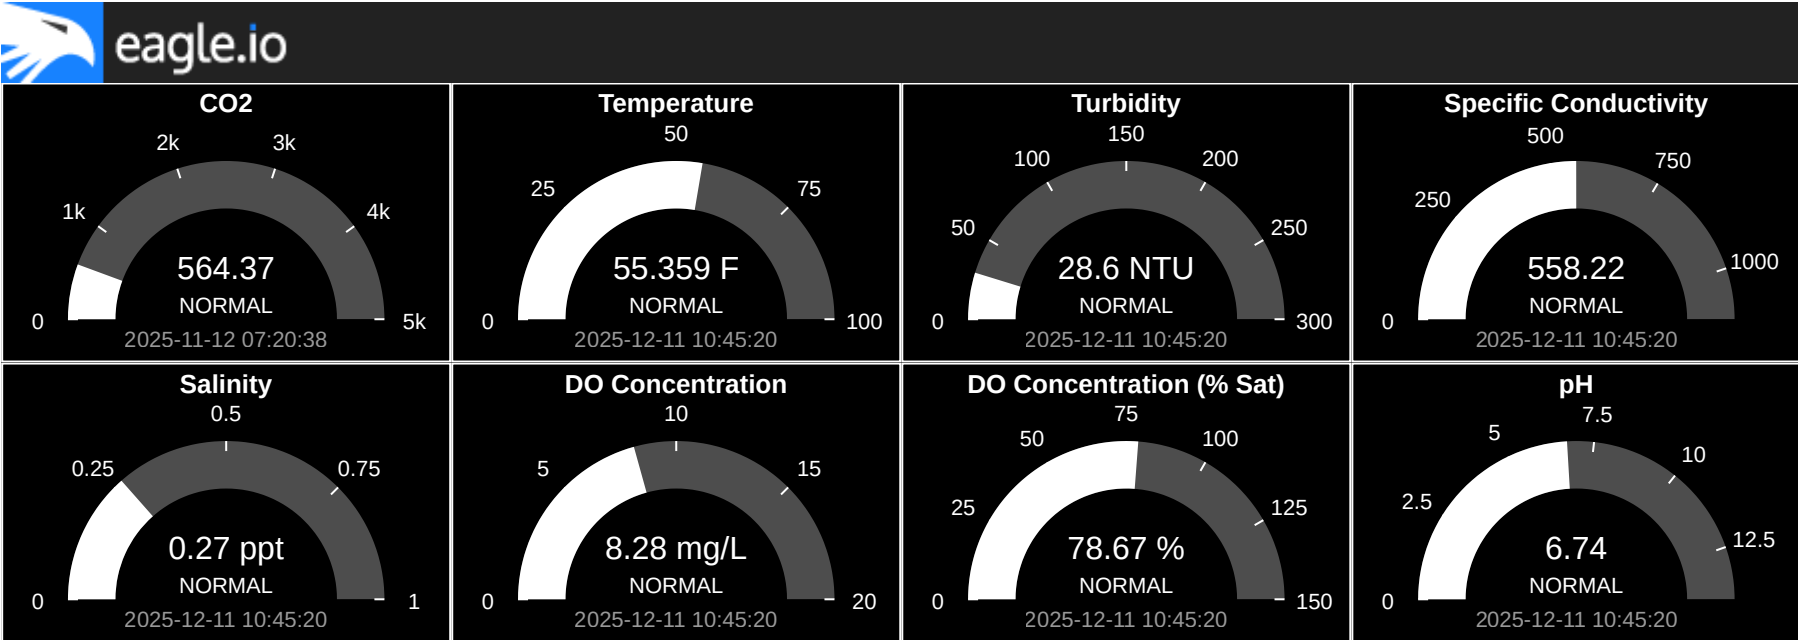 eagle.io
CO2
2k
3k
1k
4k
564.37
NORMAL
0
5k
2025-11-12 07:20:38
Temperature
50
25
75
55.359 F
NORMAL
0
100
2025-12-11 10:45:20
Turbidity
150
100
200
50
250
28.6 NTU
NORMAL
0
300
2025-12-11 10:45:20
Specific Conductivity
500
750
250
1000
558.22
NORMAL
0
2025-12-11 10:45:20
Salinity
0.5
0.25
0.75
0.27 ppt
NORMAL
0
1
2025-12-11 10:45:20
DO Concentration
10
5
15
8.28 mg/L
NORMAL
0
20
2025-12-11 10:45:20
DO Concentration (% Sat)
75
50
100
25
125
78.67 %
NORMAL
0
150
2025-12-11 10:45:20
pH
7.5
5
10
2.5
12.5
6.74
NORMAL
0
2025-12-11 10:45:20